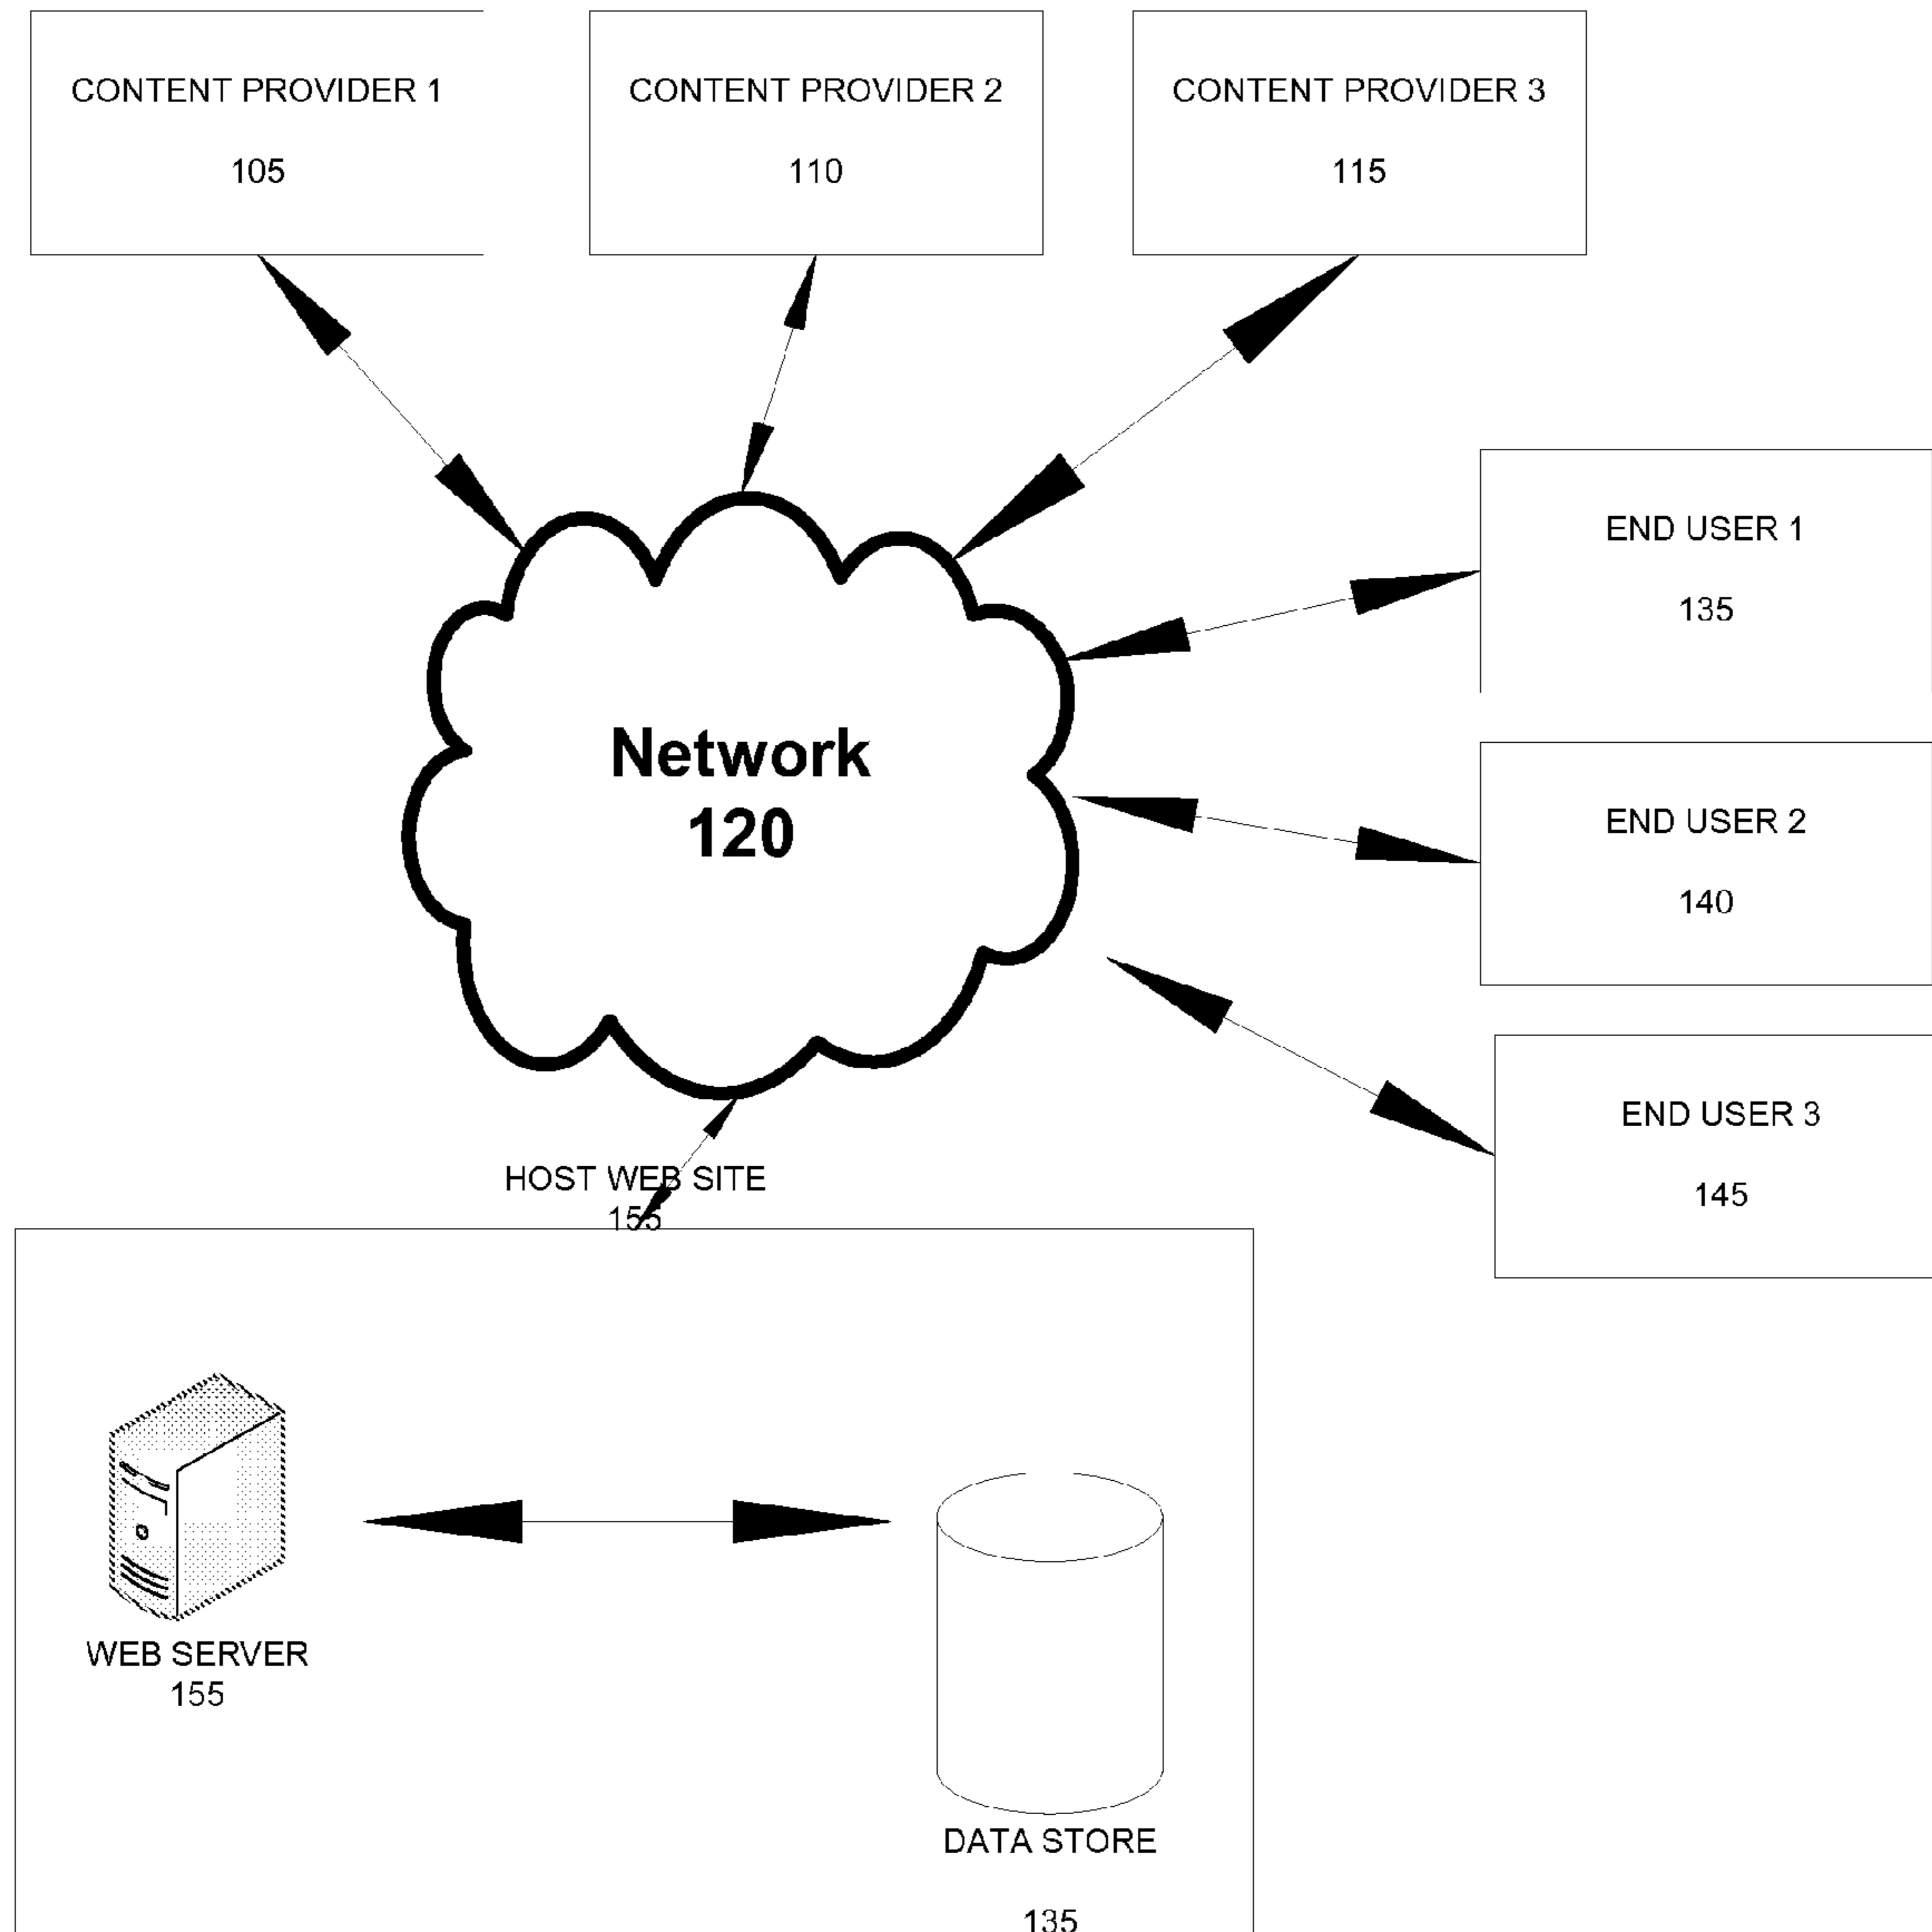 CONTENT PROVIDER 1
105
CONTENT PROVIDER 2
110
CONTENT PROVIDER 3
115
END USER 1
135
Network
120
END USER 2
140
END USER 3
145
HOST WEB SITE
155
WEB SERVER
155
DATA STORE
135